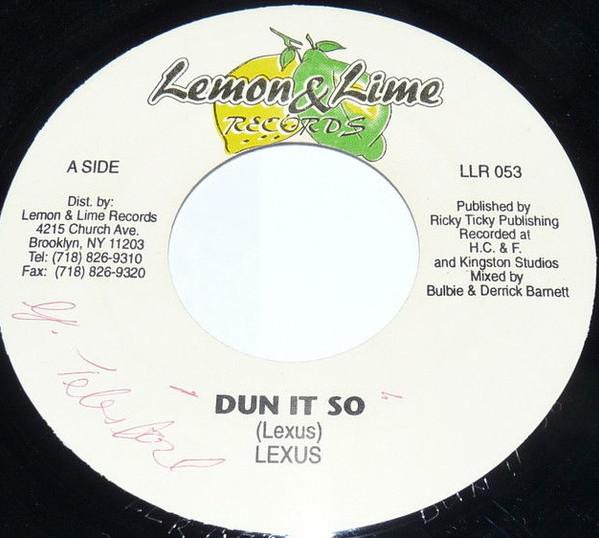 Lemon & Lime
RECORDS
A SIDE
Dist. by:
Lemon & Lime Records
4215 Church Ave.
Brooklyn, NY 11203
Tel: (718) 826-9310
Fax: (718) 826-9320
LLR 053
Published by
Ricky Ticky Publishing
Recorded at
H.C. & F.
and Kingston Studios
Mixed by
Bulbie & Derrick Barnett
DUN IT SO
(Lexus)
LEXUS